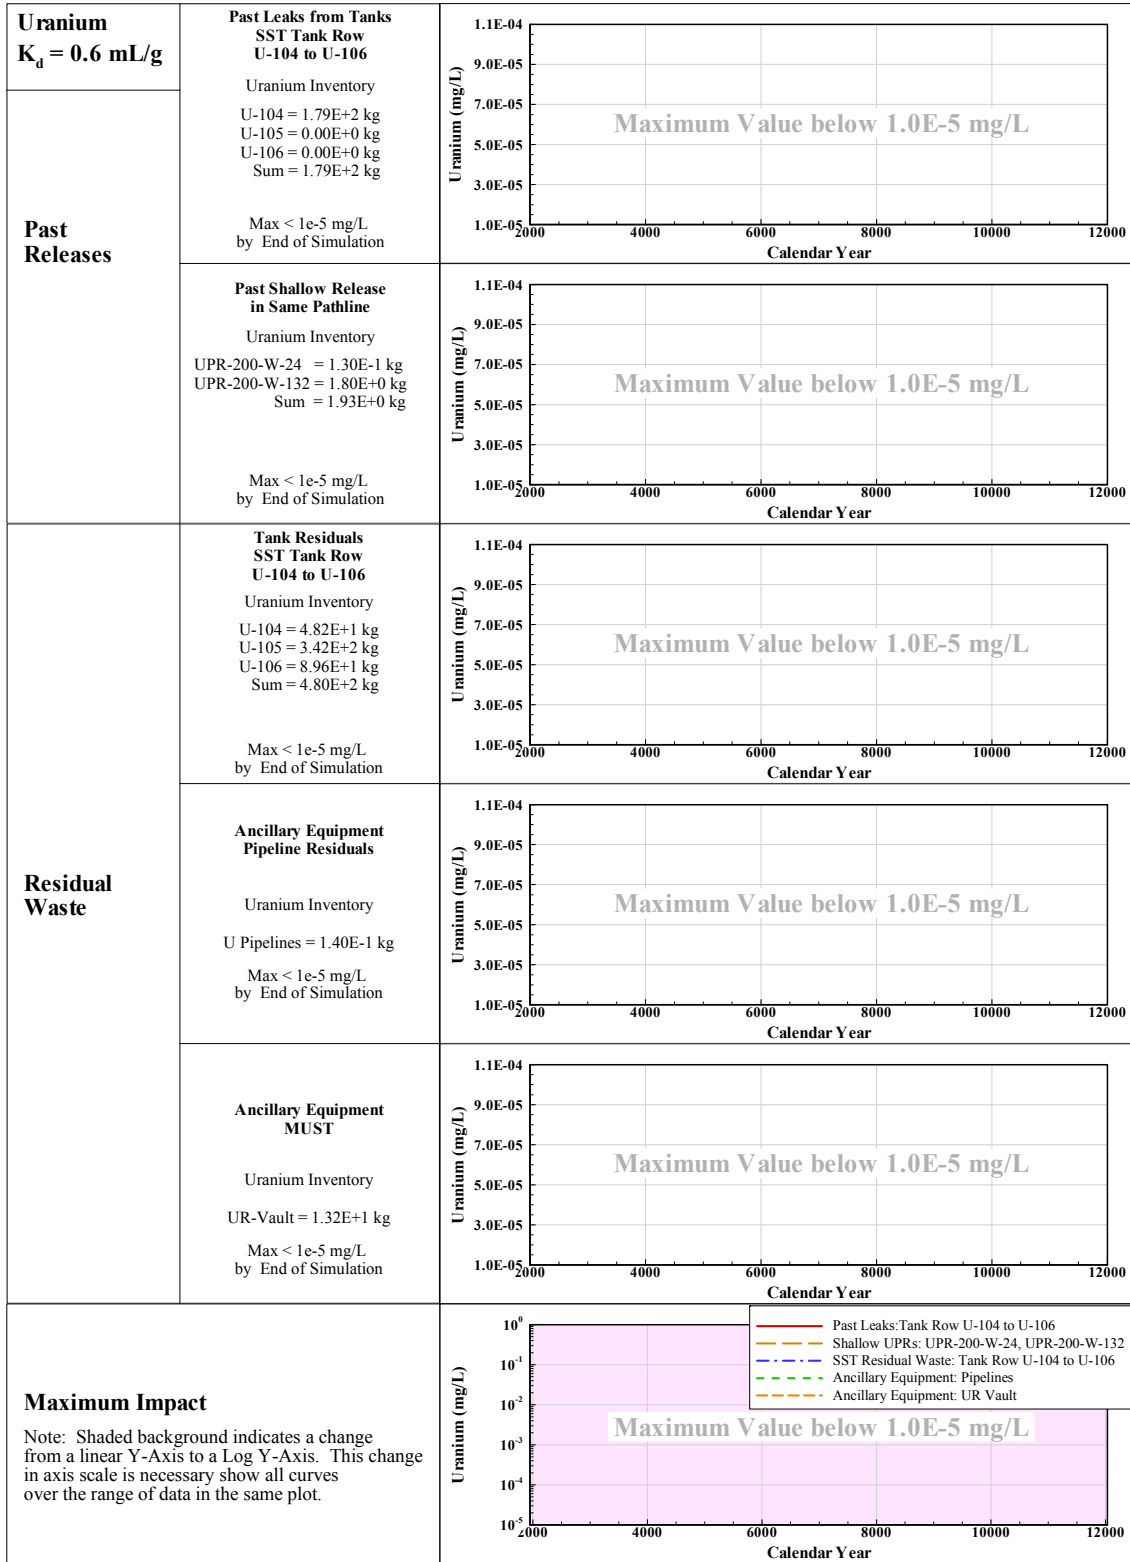 Uranium
Kd = 0.6 mL/g
Past Leaks from Tanks
SST Tank Row
U-104 to U-106
Uranium Inventory
U-104 = 1.79E+2 kg
U-105 = 0.00E+0 kg
U-106 = 0.00E+0 kg
Sum = 1.79E+2 kg
Max < 1e-5 mg/L
by End of Simulation
Uranium (mg/L)
1.1E-04
9.0E-05
7.0E-05
5.0E-05
3.0E-05
1.0E-05
Maximum Value below 1.0E-5 mg/L
2000 4000 6000 8000 10000 12000
Calendar Year
Past
Releases
Past Shallow Release
in Same Pathline
Uranium Inventory
UPR-200-W-24 = 1.30E-1 kg
UPR-200-W-132 = 1.80E+0 kg
Sum = 1.93E+0 kg
Max < 1e-5 mg/L
by End of Simulation
Uranium (mg/L)
1.1E-04
9.0E-05
7.0E-05
5.0E-05
3.0E-05
1.0E-05
Maximum Value below 1.0E-5 mg/L
2000 4000 6000 8000 10000 12000
Calendar Year
Residual
Waste
Tank Residuals
SST Tank Row
U-104 to U-106
Uranium Inventory
U-104 = 4.82E+1 kg
U-105 = 3.42E+2 kg
U-106 = 8.96E+1 kg
Sum = 4.80E+2 kg
Max < 1e-5 mg/L
by End of Simulation
Uranium (mg/L)
1.1E-04
9.0E-05
7.0E-05
5.0E-05
3.0E-05
1.0E-05
Maximum Value below 1.0E-5 mg/L
2000 4000 6000 8000 10000 12000
Calendar Year
Ancillary Equipment
Pipeline Residuals
Uranium Inventory
U Pipelines = 1.40E-1 kg
Max < 1e-5 mg/L
by End of Simulation
Uranium (mg/L)
1.1E-04
9.0E-05
7.0E-05
5.0E-05
3.0E-05
1.0E-05
Maximum Value below 1.0E-5 mg/L
2000 4000 6000 8000 10000 12000
Calendar Year
Ancillary Equipment
MUST
Uranium Inventory
UR-Vault = 1.32E+1 kg
Max < 1e-5 mg/L
by End of Simulation
Uranium (mg/L)
1.1E-04
9.0E-05
7.0E-05
5.0E-05
3.0E-05
1.0E-05
Maximum Value below 1.0E-5 mg/L
2000 4000 6000 8000 10000 12000
Calendar Year
Maximum Impact
Note: Shaded background indicates a change
from a linear Y-Axis to a Log Y-Axis. This change
in axis scale is necessary show all curves
over the range of data in the same plot.
Uranium (mg/L)
10⁰
10⁻¹
10⁻²
10⁻³
10⁻⁴
10⁻⁵
Past Leaks:Tank Row U-104 to U-106
Shallow UPRs: UPR-200-W-24, UPR-200-W-132
SST Residual Waste: Tank Row U-104 to U-106
Ancillary Equipment: Pipelines
Ancillary Equipment: UR Vault
Maximum Value below 1.0E-5 mg/L
2000 4000 6000 8000 10000 12000
Calendar Year